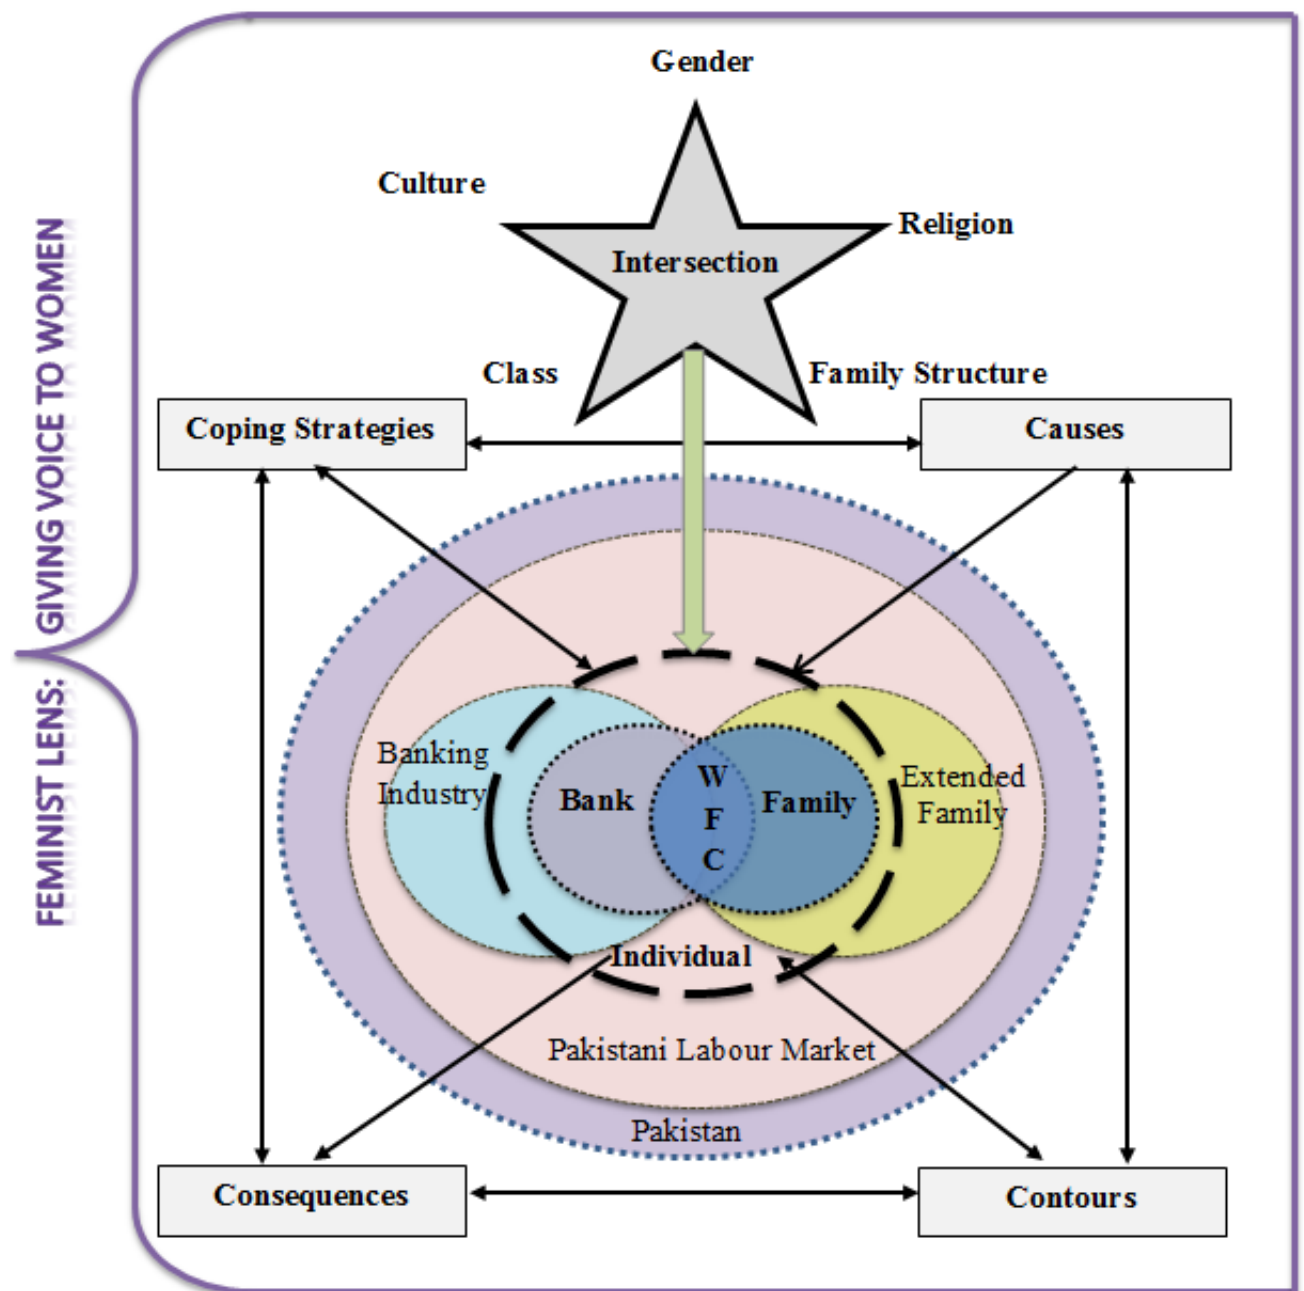 FEMINIST LENS: GIVING VOICE TO WOMEN
Gender
Culture
Religion
Intersection
Class
Family Structure
Coping Strategies
Causes
Banking
Industry
Bank
W
F
C
Family
Extended
Family
Individual
Pakistani Labour Market
Pakistan
Consequences
Contours